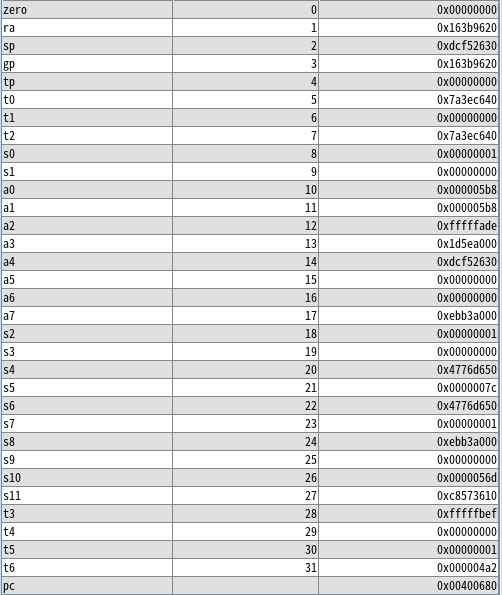 zero 0 0x00000000
ra 1 0x163b9620
sp 2 0xdcf52630
gp 3 0x163b9620
tp 4 0x00000000
t0 5 0x7a3ec640
t1 6 0x00000000
t2 7 0x7a3ec640
s0 8 0x00000001
s1 9 0x00000000
a0 10 0x000005b8
a1 11 0x000005b8
a2 12 0xfffffade
a3 13 0x1d5ea000
a4 14 0xdcf52630
a5 15 0x00000000
a6 16 0x00000000
a7 17 0xebb3a000
s2 18 0x00000001
s3 19 0x00000000
s4 20 0x4776d650
s5 21 0x0000007c
s6 22 0x4776d650
s7 23 0x00000001
s8 24 0xebb3a000
s9 25 0x00000000
s10 26 0x0000056d
s11 27 0xc8573610
t3 28 0xfffffbef
t4 29 0x00000000
t5 30 0x00000001
t6 31 0x000004a2
pc 0x00400680